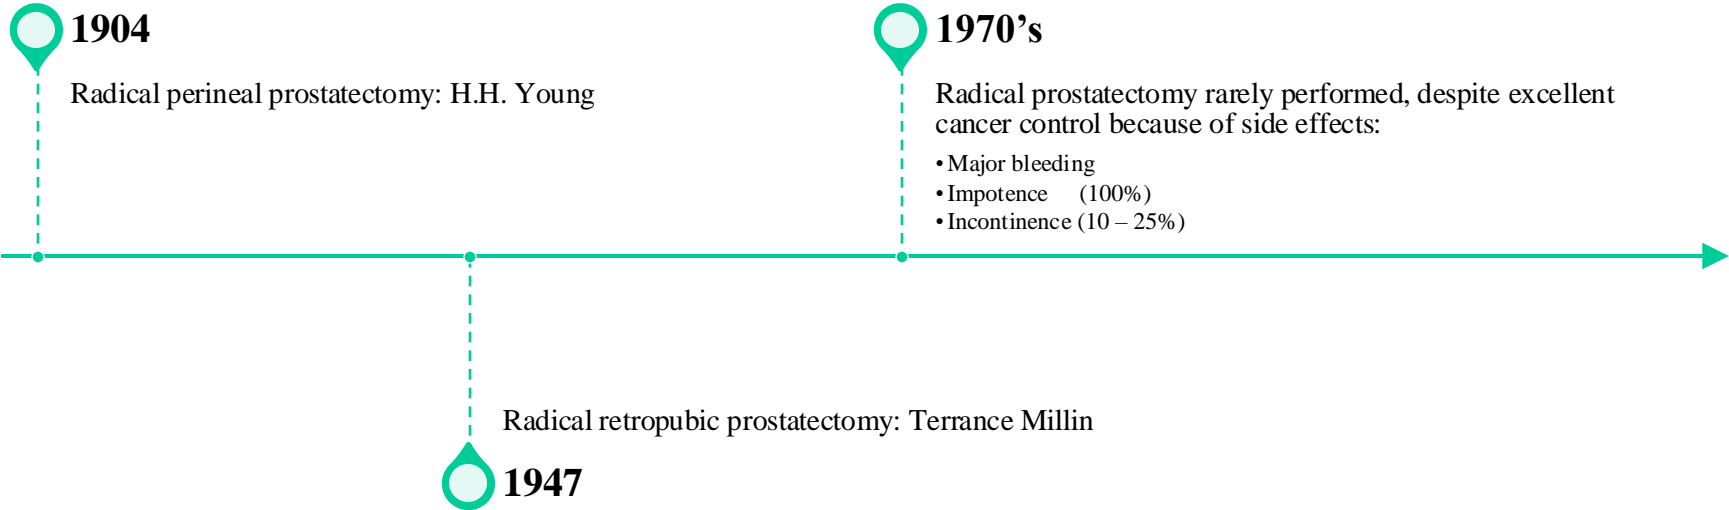 1904
Radical perineal prostatectomy: H.H. Young
1947
Radical retropubic prostatectomy: Terrance Millin
1970’s
Radical prostatectomy rarely performed, despite excellent
cancer control because of side effects:
• Major bleeding
• Impotence (100%)
• Incontinence (10 – 25%)